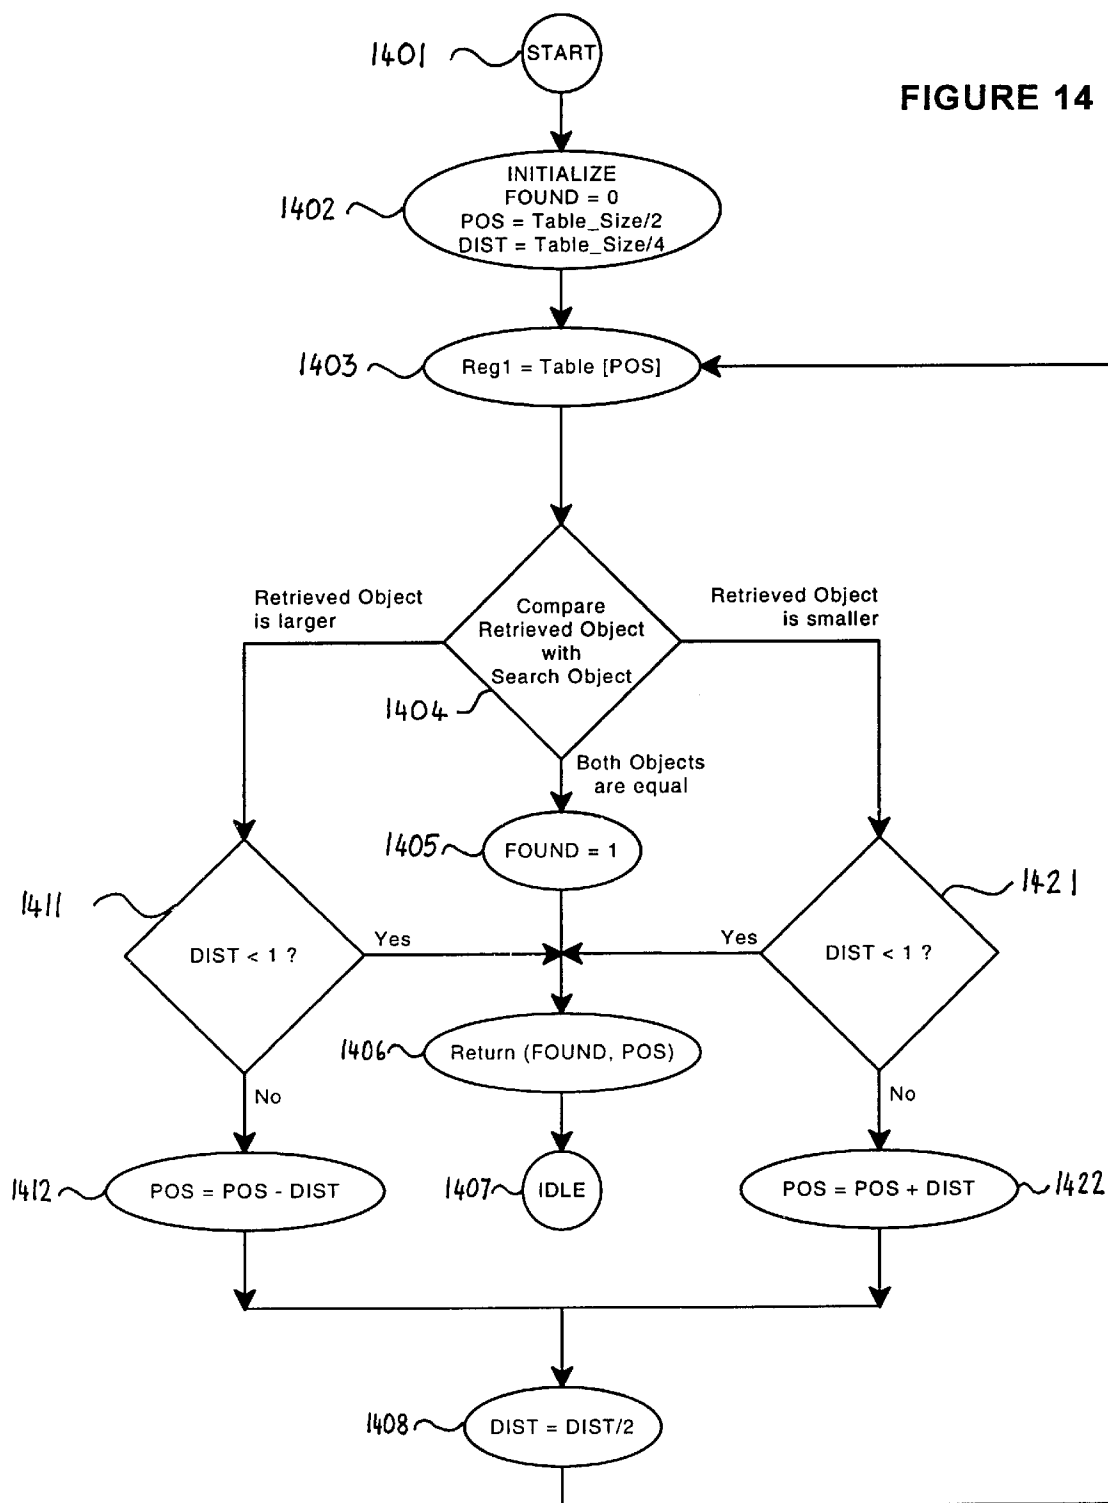 1401
START
FIGURE 14
1402
INITIALIZE
FOUND = 0
POS = Table_Size/2
DIST = Table_Size/4
1403
Reg1 = Table [POS]
Retrieved Object
is larger
Compare
Retrieved Object
with
Search Object
Retrieved Object
is smaller
1404
Both Objects
are equal
1405
FOUND = 1
1411
DIST < 1 ?
Yes
Yes
DIST < 1 ?
1421
1406
Return (FOUND, POS)
No
No
1412
POS = POS - DIST
1407
IDLE
POS = POS + DIST
1422
1408
DIST = DIST/2